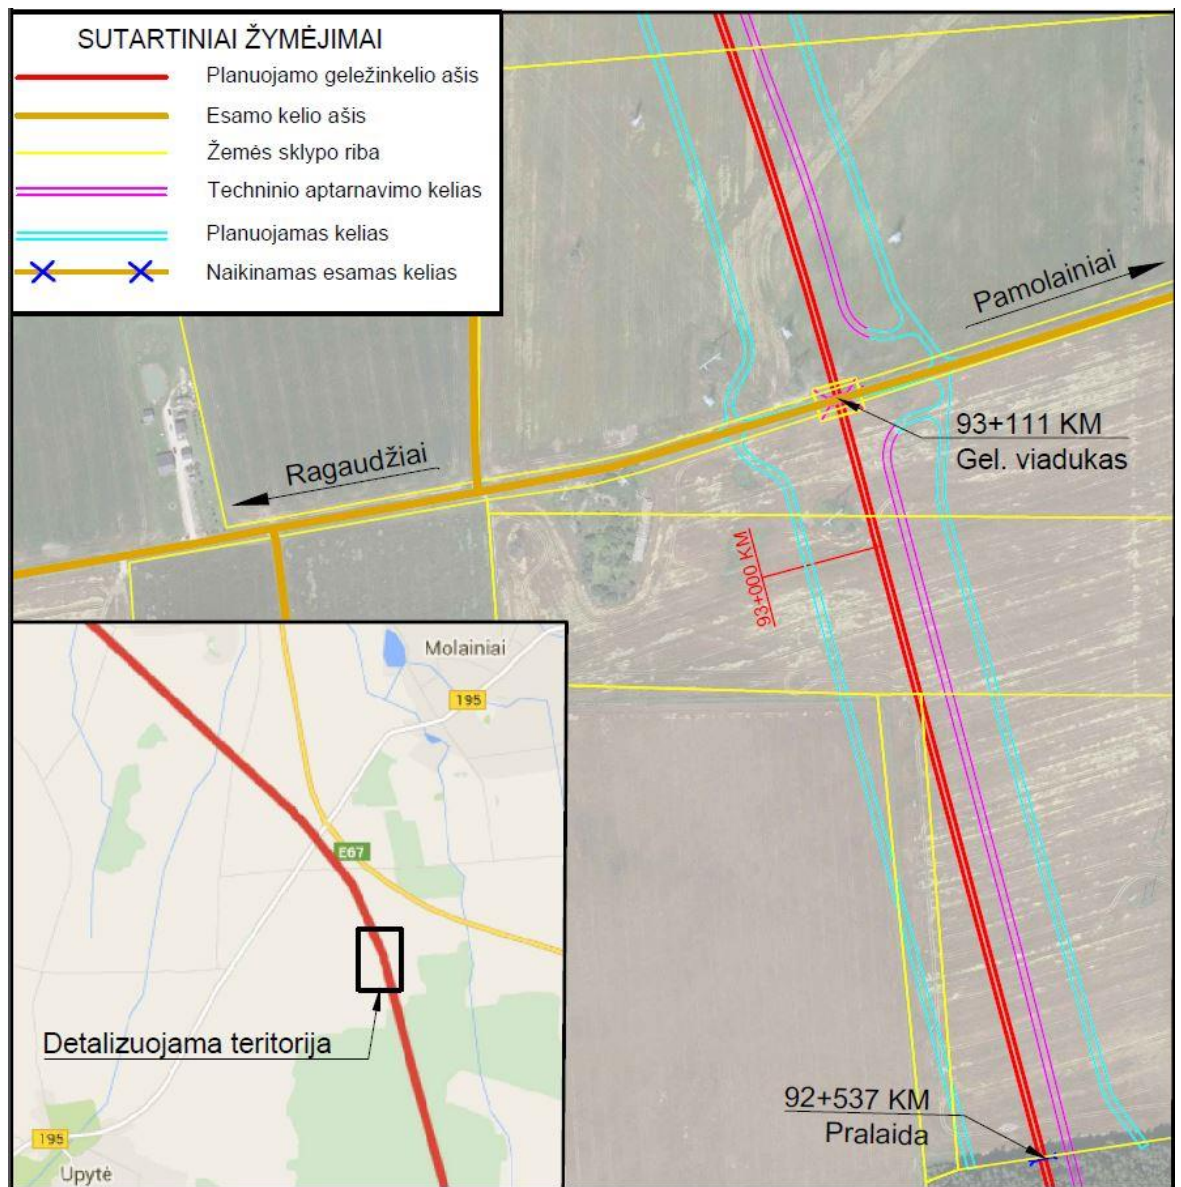 SUTARTINIAI ŽYMĖJIMAI
Planuojamo geležinkelio ašis
Esamo kelio ašis
Žemės sklypo riba
Techninio aptarnavimo kelias
Planuojamas kelias
Naikinamas esamas kelias
Pamolainiai
93+111 KM
Gel. viadukas
Ragaudžiai
93+000 KM
Molainiai
195
E67
Detalizuojama teritorija
92+537 KM
Pralaida
195
Upytė